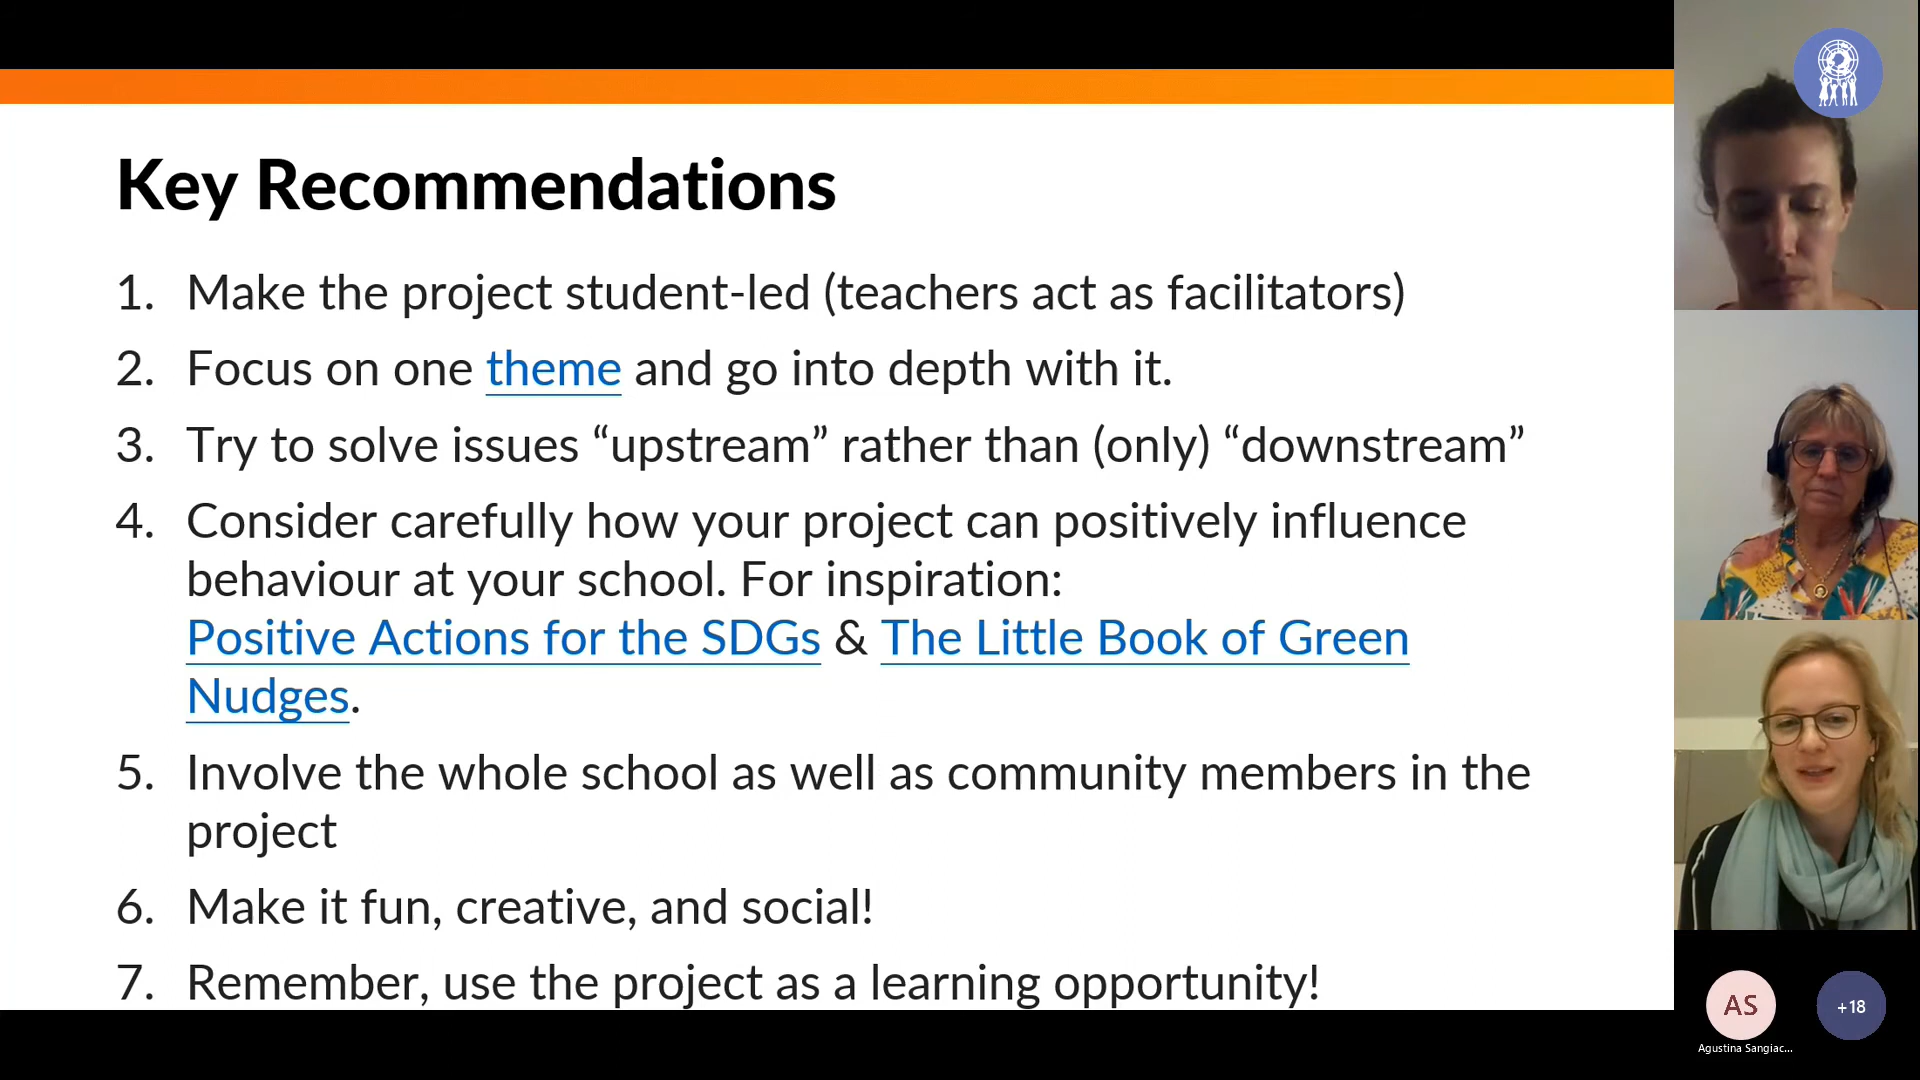 Key Recommendations
1. Make the project student-led (teachers act as facilitators)
2. Focus on one theme and go into depth with it.
3. Try to solve issues “upstream” rather than (only) “downstream”
4. Consider carefully how your project can positively influence
behaviour at your school. For inspiration:
Positive Actions for the SDGs & The Little Book of Green
Nudges.
5. Involve the whole school as well as community members in the
project
6. Make it fun, creative, and social!
7. Remember, use the project as a learning opportunity!
AS
Agustina Sangiac...
+18